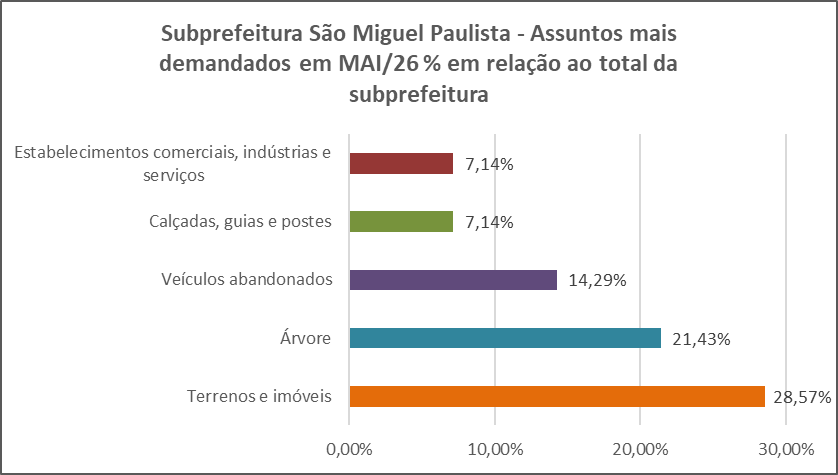 Subprefeitura São Miguel Paulista - Assuntos mais
demandados em MAI/26 % em relação ao total da
subprefeitura
Estabelecimentos comerciais, indústrias e
serviços
7,14%
Calçadas, guias e postes
7,14%
Veículos abandonados
14,29%
Árvore
21,43%
Terrenos e imóveis
28,57%
0,00%
10,00%
20,00%
30,00%